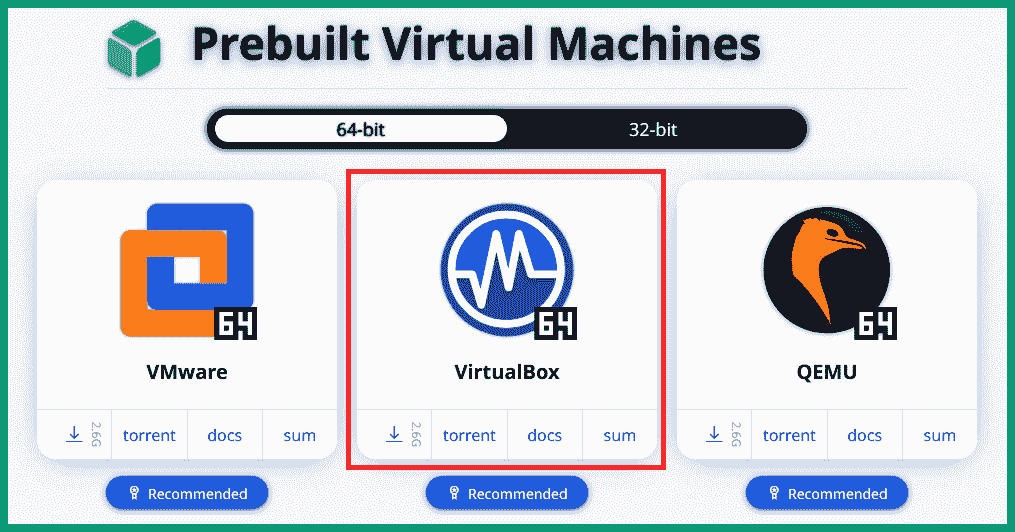 Prebuilt Virtual Machines
64-bit 32-bit
64 64 64
VMware VirtualBox QEMU
2.6G torrent docs sum 2.6G torrent docs sum 2.6G torrent docs sum
Recommended Recommended Recommended